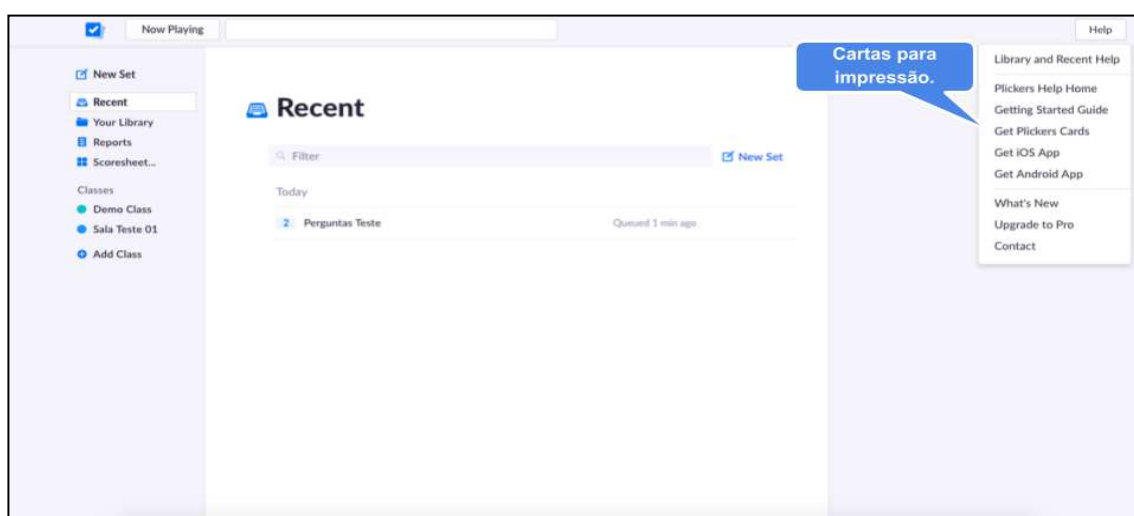 Now Playing
Help
New Set
Recent
Your Library
Reports
Scoresheet...
Classes
Demo Class
Sala Teste 01
Add Class
Recent
Filter
New Set
Today
2 Perguntas Teste
Queued 1 min ago
Cartas para
impressão.
Library and Recent Help
Plickers Help Home
Getting Started Guide
Get Plickers Cards
Get iOS App
Get Android App
What's New
Upgrade to Pro
Contact